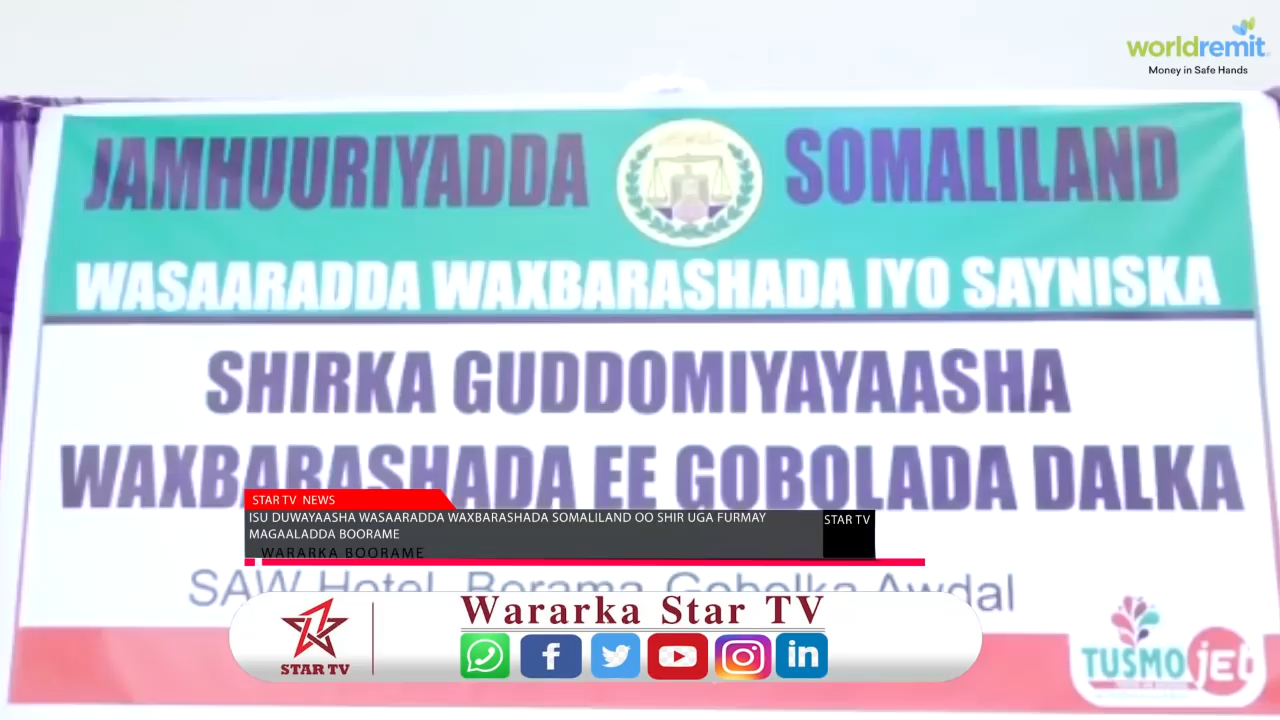 worldremit
Money in Safe Hands
JAMHUURIYADDA SOMALILAND
WASAARADDA WAXBARASHADA IYO SAYNISKA
SHIRKA GUDDOMIYAYAASHA
WAXBARASHADA EE GOBOLADA DALKA
STAR TV NEWS
ISU DUWAYAASHA WASAARADDA WAXBARASHADA SOMALILAND OO SHIR UGA FURMAY
MAGAALADDA BOORAME
STAR TV
WARARKA BOORAME
SAW Hotel Borama Gobolka Awdal
Wararka Star TV
STAR TV
TUSMO jet